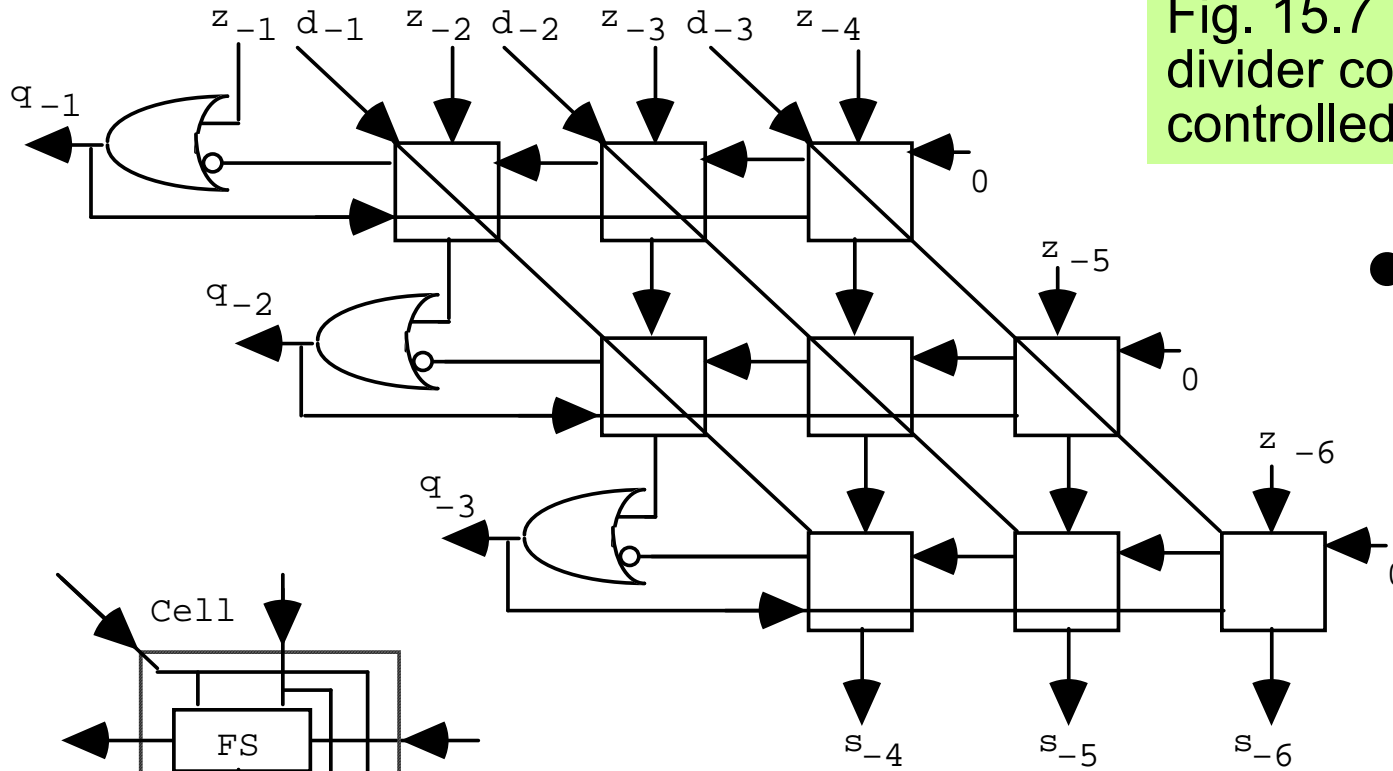 z-1 d-1 z-2 d-2 z-3 d-3 z-4
Fig. 15.7
divider co
controlled
q-1
0
z-5
q-2
0
z-6
q-3
0
Cell
FS
s-4 s-5 s-6